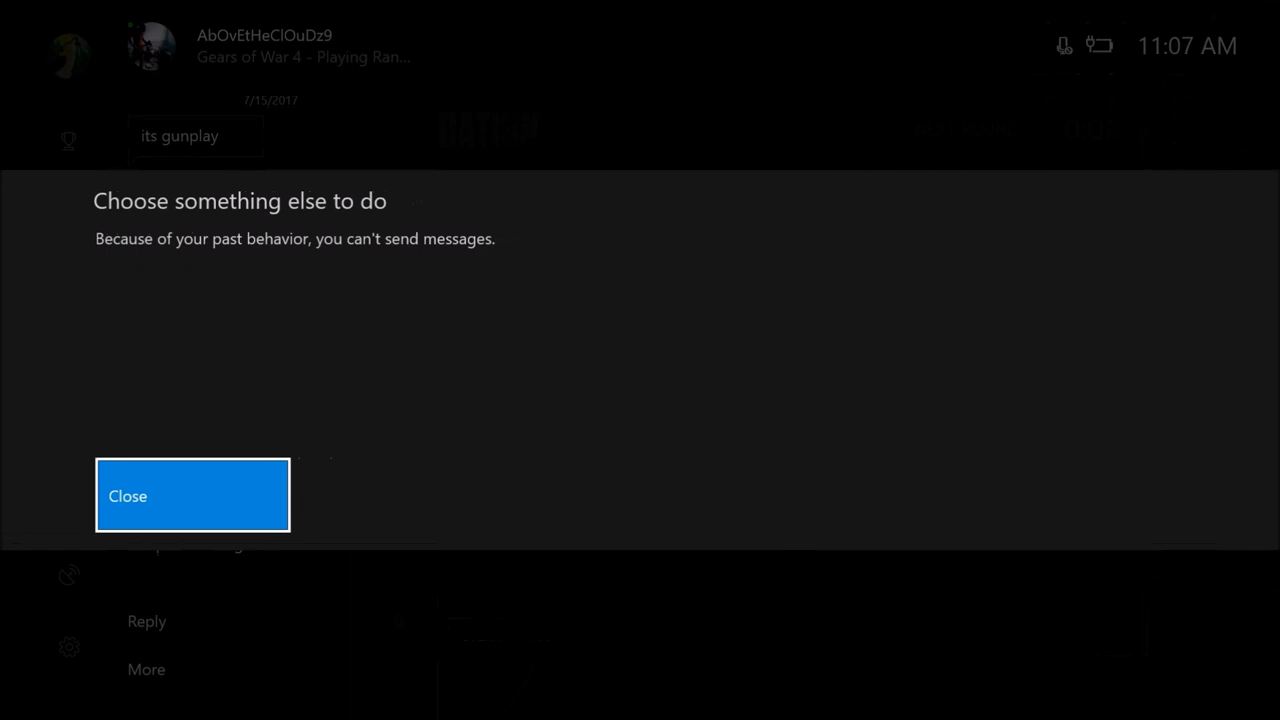 AbOvEtHeClOuDz9
Gears of War 4 - Playing Ran...
11:07 AM
7/15/2017
its gunplay
Choose something else to do
Because of your past behavior, you can't send messages.
Close
Reply
More